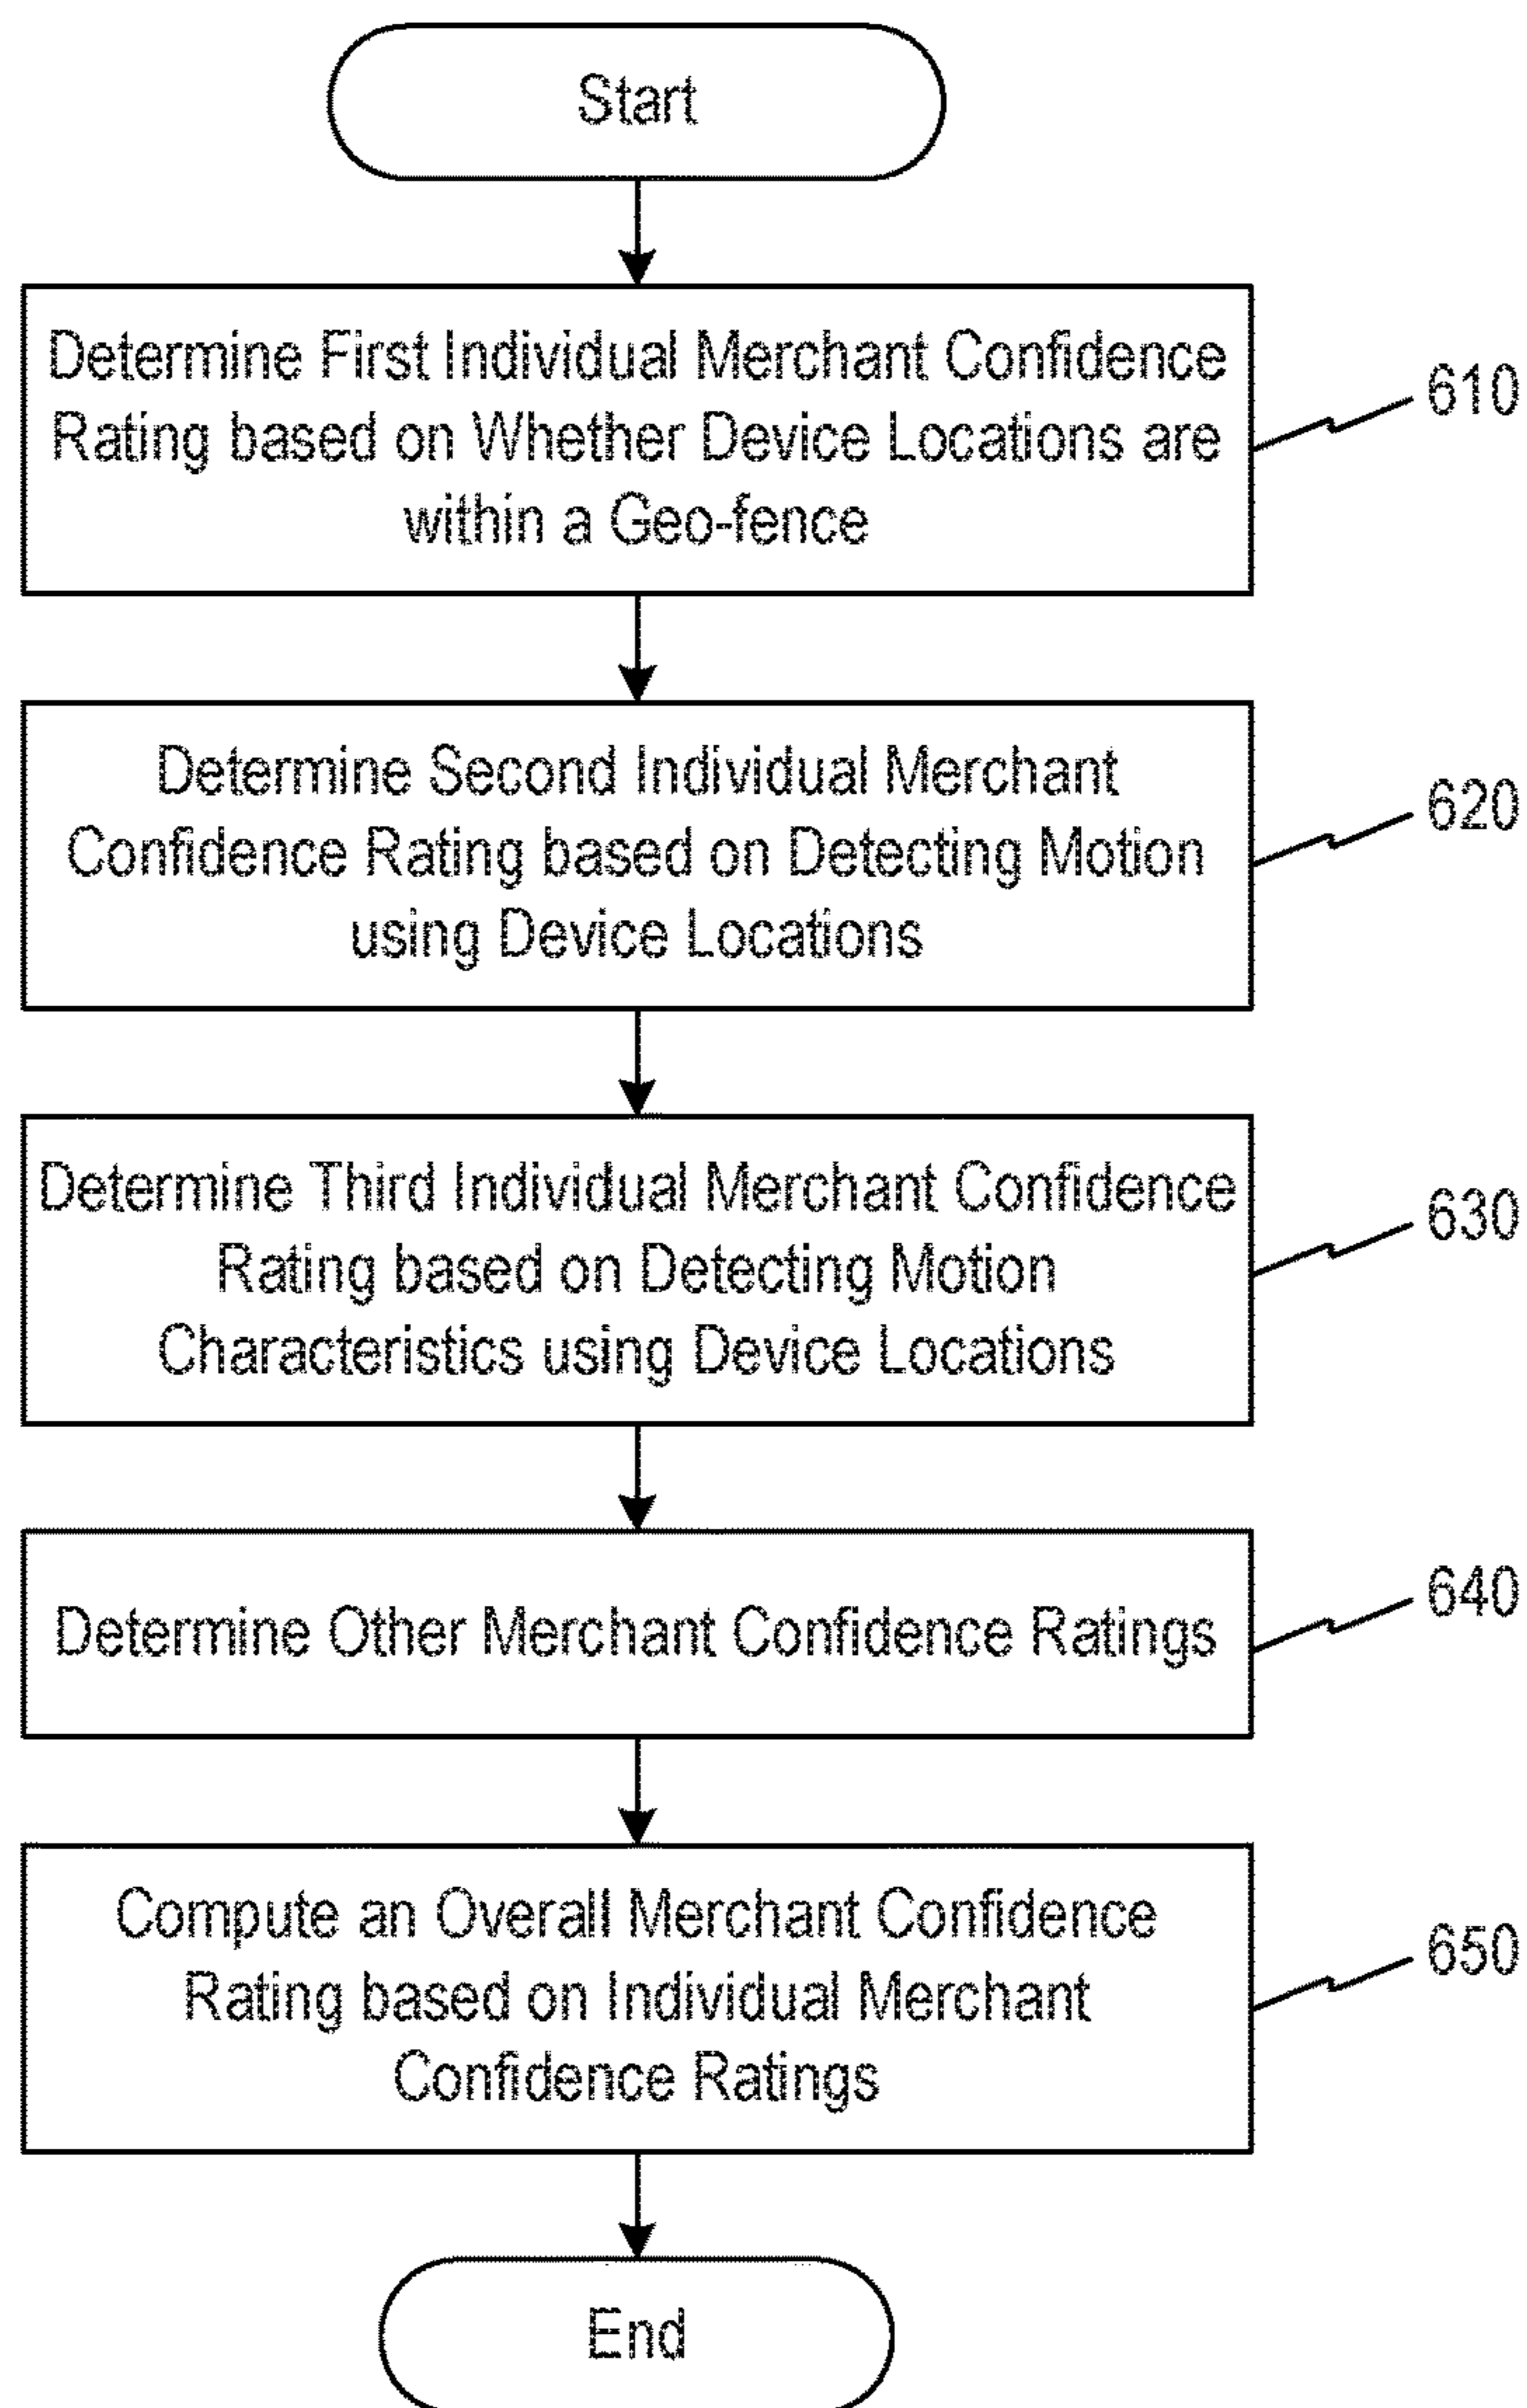 Start
Determine First Individual Merchant Confidence
Rating based on Whether Device Locations are
within a Geo-fence
610
Determine Second Individual Merchant
Confidence Rating based on Detecting Motion
using Device Locations
620
Determine Third Individual Merchant Confidence
Rating based on Detecting Motion
Characteristics using Device Locations
630
Determine Other Merchant Confidence Ratings
640
Compute an Overall Merchant Confidence
Rating based on Individual Merchant
Confidence Ratings
650
End